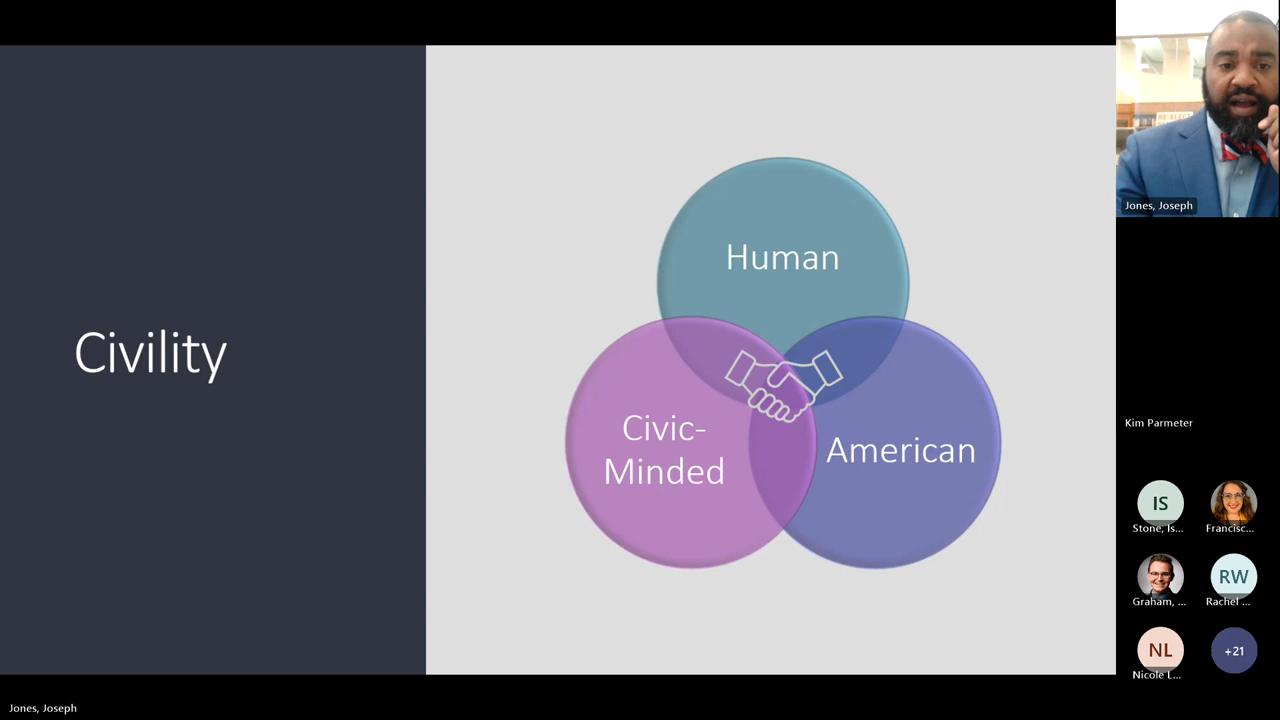 Civility
Human
Civic-
Minded
American
Jones, Joseph
Kim Parmeter
IS
Stone, Is...
Francisc...
Graham, ...
RW
Rachel ...
NL
Nicole L...
+21
Jones, Joseph